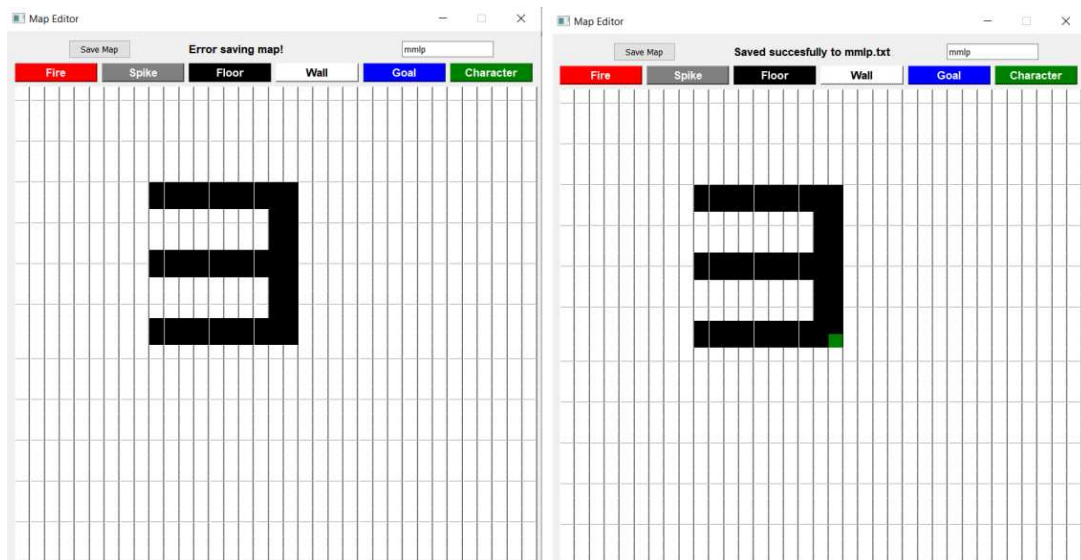 Map Editor
Save Map Error saving map! mmlp
Fire Spike Floor Wall Goal Character
Map Editor
Save Map Saved succesfully to mmlp.txt mmlp
Fire Spike Floor Wall Goal Character